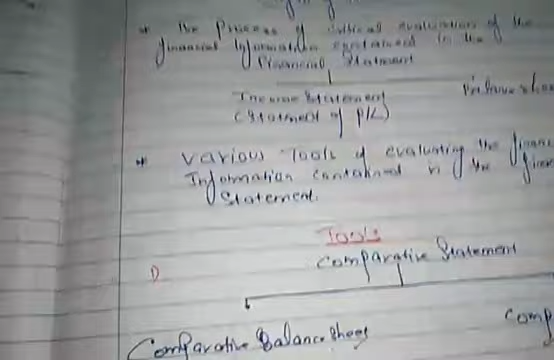 * The Process of critical evaluation of the
financial Information contained in the
Financial Statement
Income Statement
(Statement of P/L)
* Various Tools of evaluating the
Information contained in the
Statement.
Tools
1) Comparative Statement
Comparative Balance Sheet